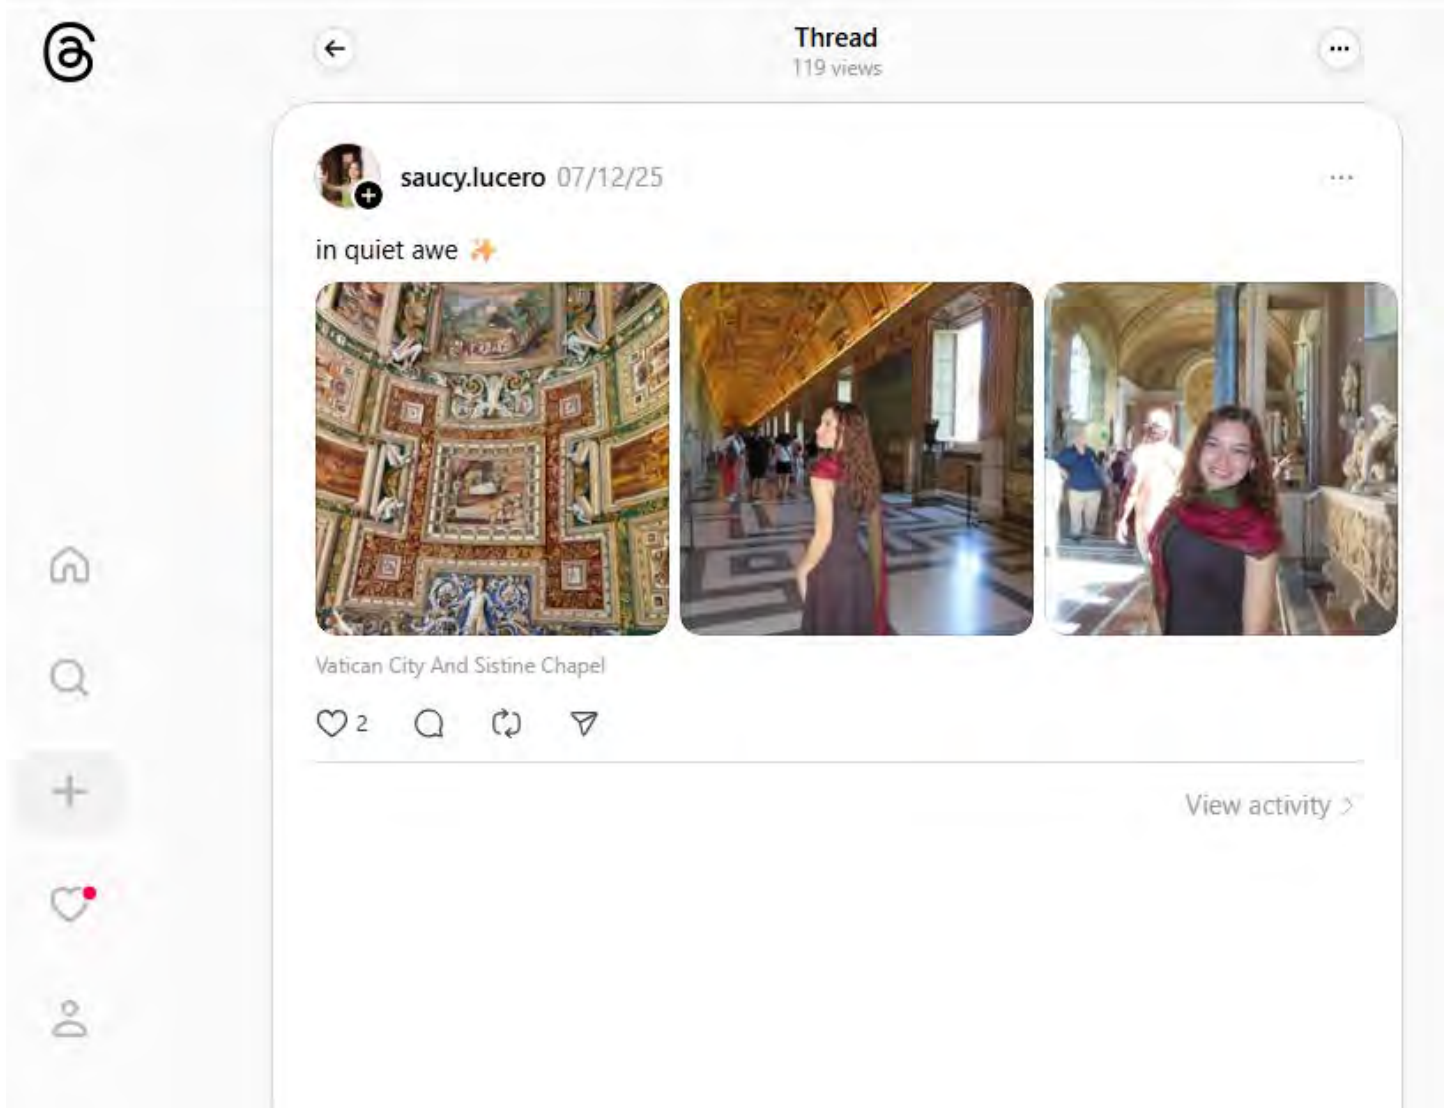 Thread
119 views
saucy.lucero 07/12/25
in quiet awe ✨
Vatican City And Sistine Chapel
2
View activity